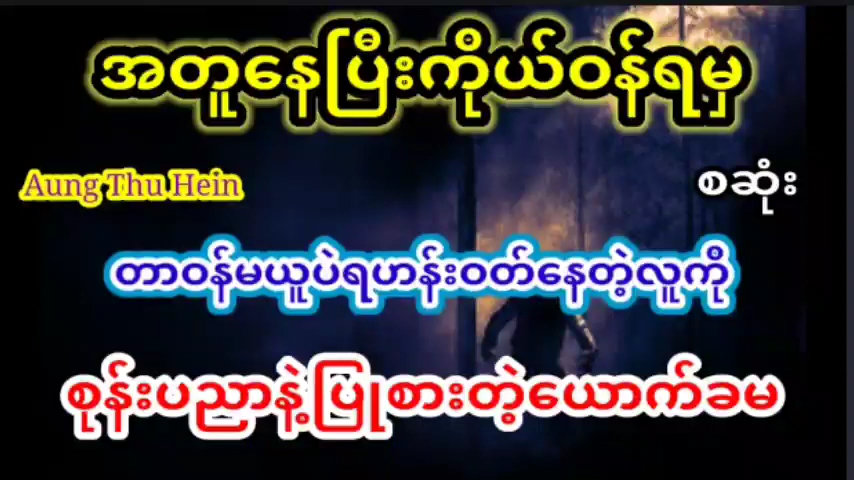 အတူနေပြီးကိုယ်ဝန်ရမှ
Aung Thu Hein
စဆုံး
တာဝန်မယူပဲရဟန်းဝတ်နေတဲ့လူကို
စုန်းပညာနဲ့ပြုစားတဲ့ယောက်ခမ